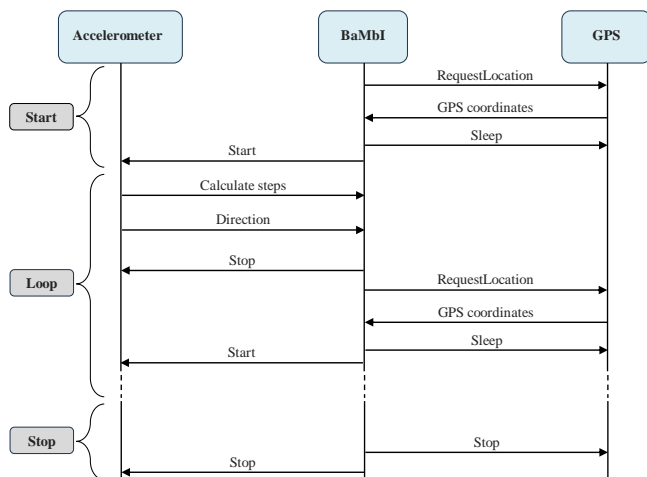 Accelerometer
BaMbI
GPS
RequestLocation
GPS coordinates
Start
Sleep
Start
Calculate steps
Direction
Stop
Loop
RequestLocation
GPS coordinates
Sleep
Start
Stop
Stop
Stop